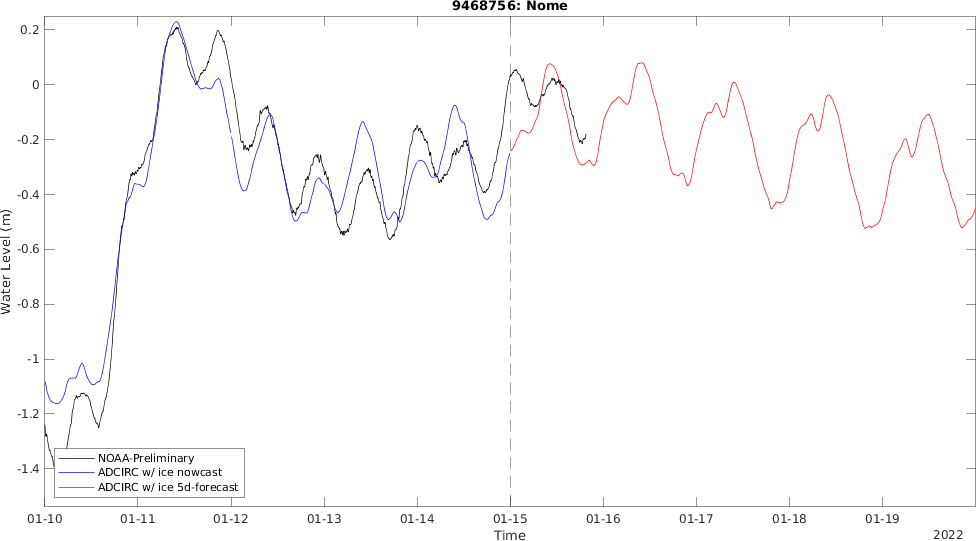 9468756: Nome
0.2
0
-0.2
-0.4
-0.6
-0.8
-1
-1.2
-1.4
Water Level (m)
NOAA-Preliminary
ADCIRC w/ ice nowcast
ADCIRC w/ ice 5d-forecast
01-10 01-11 01-12 01-13 01-14 01-15 01-16 01-17 01-18 01-19
Time
2022